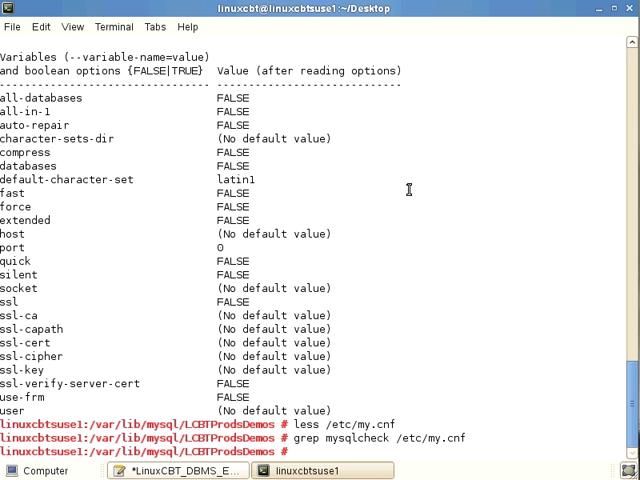 linuxcbt@linuxcbtsuse1:~/Desktop
File Edit View Terminal Tabs Help
Variables (--variable-name=value)
and boolean options {FALSE|TRUE}  Value (after reading options)
--------------------------------- -----------------------------
all-databases                     FALSE
all-in-1                          FALSE
auto-repair                       FALSE
character-sets-dir                (No default value)
compress                          FALSE
databases                         FALSE
default-character-set             latin1
fast                              FALSE
force                             FALSE
extended                          FALSE
host                              (No default value)
port                              0
quick                             FALSE
silent                            FALSE
socket                            (No default value)
ssl                               FALSE
ssl-ca                            (No default value)
ssl-capath                        (No default value)
ssl-cert                          (No default value)
ssl-cipher                        (No default value)
ssl-key                           (No default value)
ssl-verify-server-cert            FALSE
use-frm                           FALSE
user                              (No default value)
linuxcbtsuse1:/var/lib/mysql/LCBTProdsDemos # less /etc/my.cnf
linuxcbtsuse1:/var/lib/mysql/LCBTProdsDemos # grep mysqlcheck /etc/my.cnf
linuxcbtsuse1:/var/lib/mysql/LCBTProdsDemos #
Computer *LinuxCBT_DBMS_E... linuxcbtsuse1